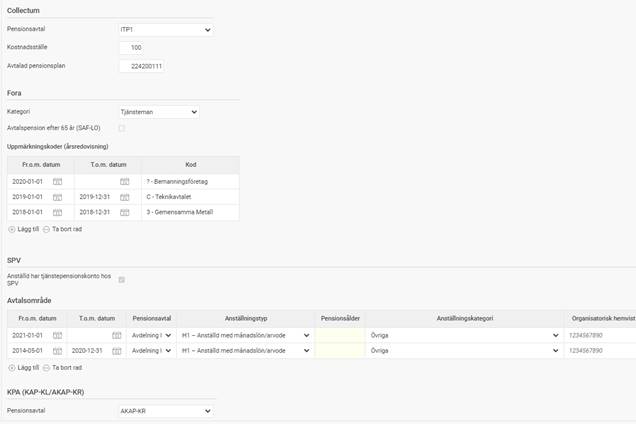 Collectum
Pensionsavtal ITP1
Kostnadsställe 100
Avtalad pensionsplan 224200111
Fora
Kategori Tjänsteman
Avtalspension efter 65 år (SAF-LO)
Uppmärkningskoder (årsredovisning)
Fr.o.m. datum T.o.m. datum Kod
2020-01-01 ? - Bemanningsföretag
2019-01-01 2019-12-31 C - Teknikavtalet
2018-01-01 2018-12-31 3 - Gemensamma Metall
Lägg till Ta bort rad
SPV
Anställd har tjänstepensionskonto hos
SPV
Avtalsområde
Fr.o.m. datum T.o.m. datum Pensionsavtal Anställningstyp Pensionsålder Anställningskategori Organisatorisk hemvist
2021-01-01 Avdelning I M1 – Anställd med månadslön/arvode Övriga 1234567890
2014-05-01 2020-12-31 Avdelning I M1 – Anställd med månadslön/arvode Övriga 1234567890
Lägg till Ta bort rad
KPA (KAP-KL/AKAP-KR)
Pensionsavtal AKAP-KR